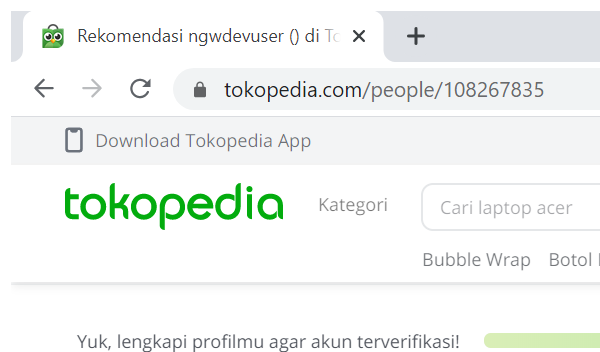 Rekomendasi ngwdevuser () di To
tokopedia.com/people/108267835
Download Tokopedia App
tokopedia Kategori Cari laptop acer
Bubble Wrap Botol
Yuk, lengkapi profilmu agar akun terverifikasi!